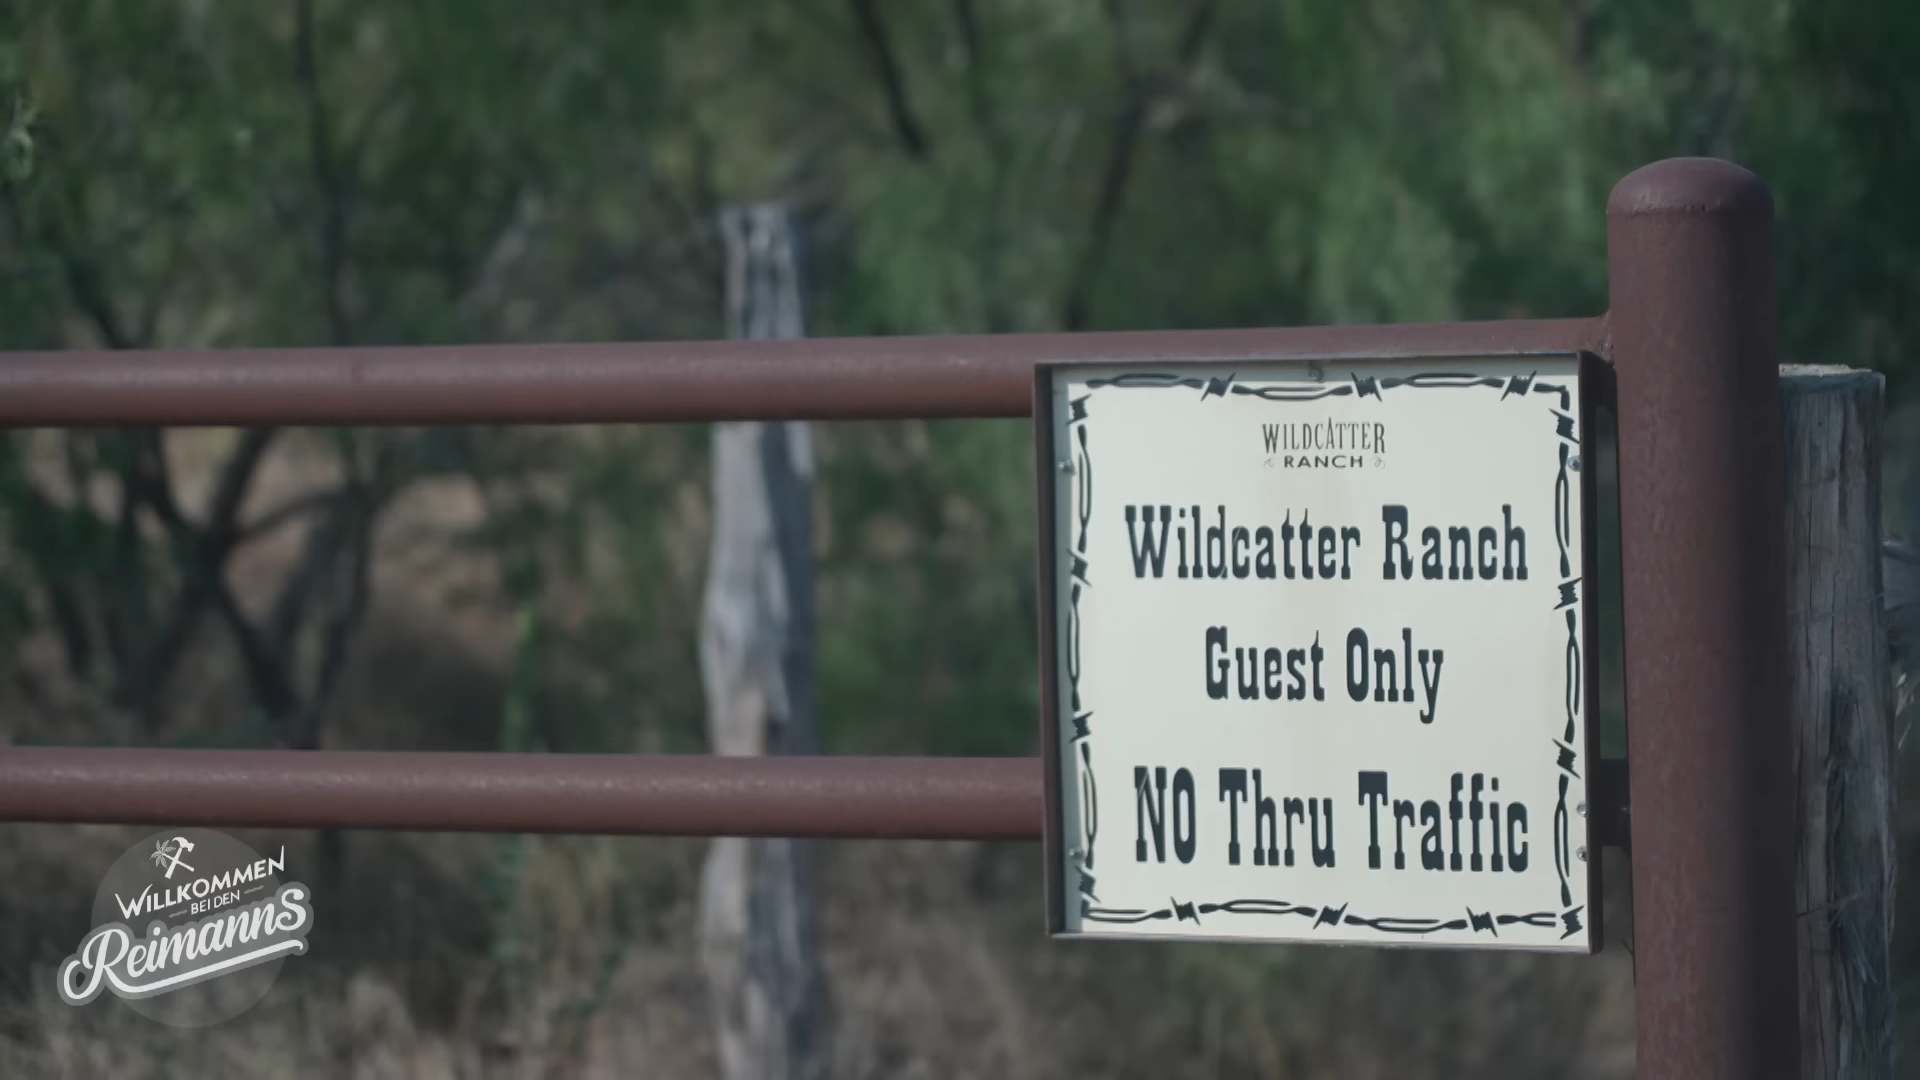 WILDCATTER
RANCH
Wildcatter Ranch
Guest Only
NO Thru Traffic
WILLKOMMEN
BEI DEN
Reimanns